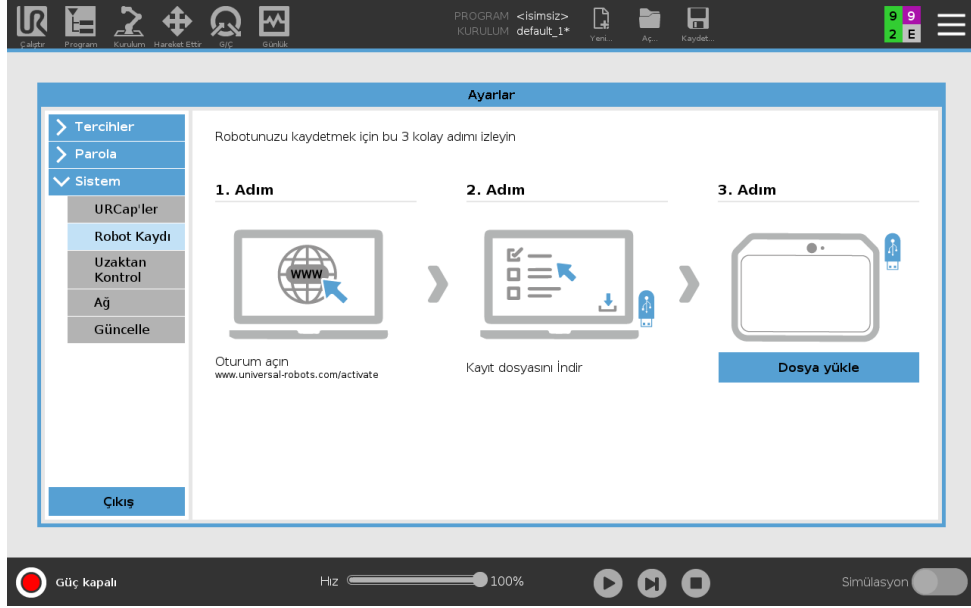 PROGRAM <isimsiz>
KURULUM default_1*
Çalıştır Program Kurulum Hareket Ettir G/Ç Günlük Yeni... Aç... Kaydet...
9 9
2 E
Ayarlar
Tercihler
Parola
Sistem
URCap'ler
Robot Kaydı
Uzaktan
Kontrol
Ağ
Güncelle
Çıkış
Robotunuzu kaydetmek için bu 3 kolay adımı izleyin
1. Adım
www
Oturum açın
www.universal-robots.com/activate
2. Adım
Kayıt dosyasını İndir
3. Adım
Dosya yükle
Güç kapalı
Hız 100%
Simülasyon